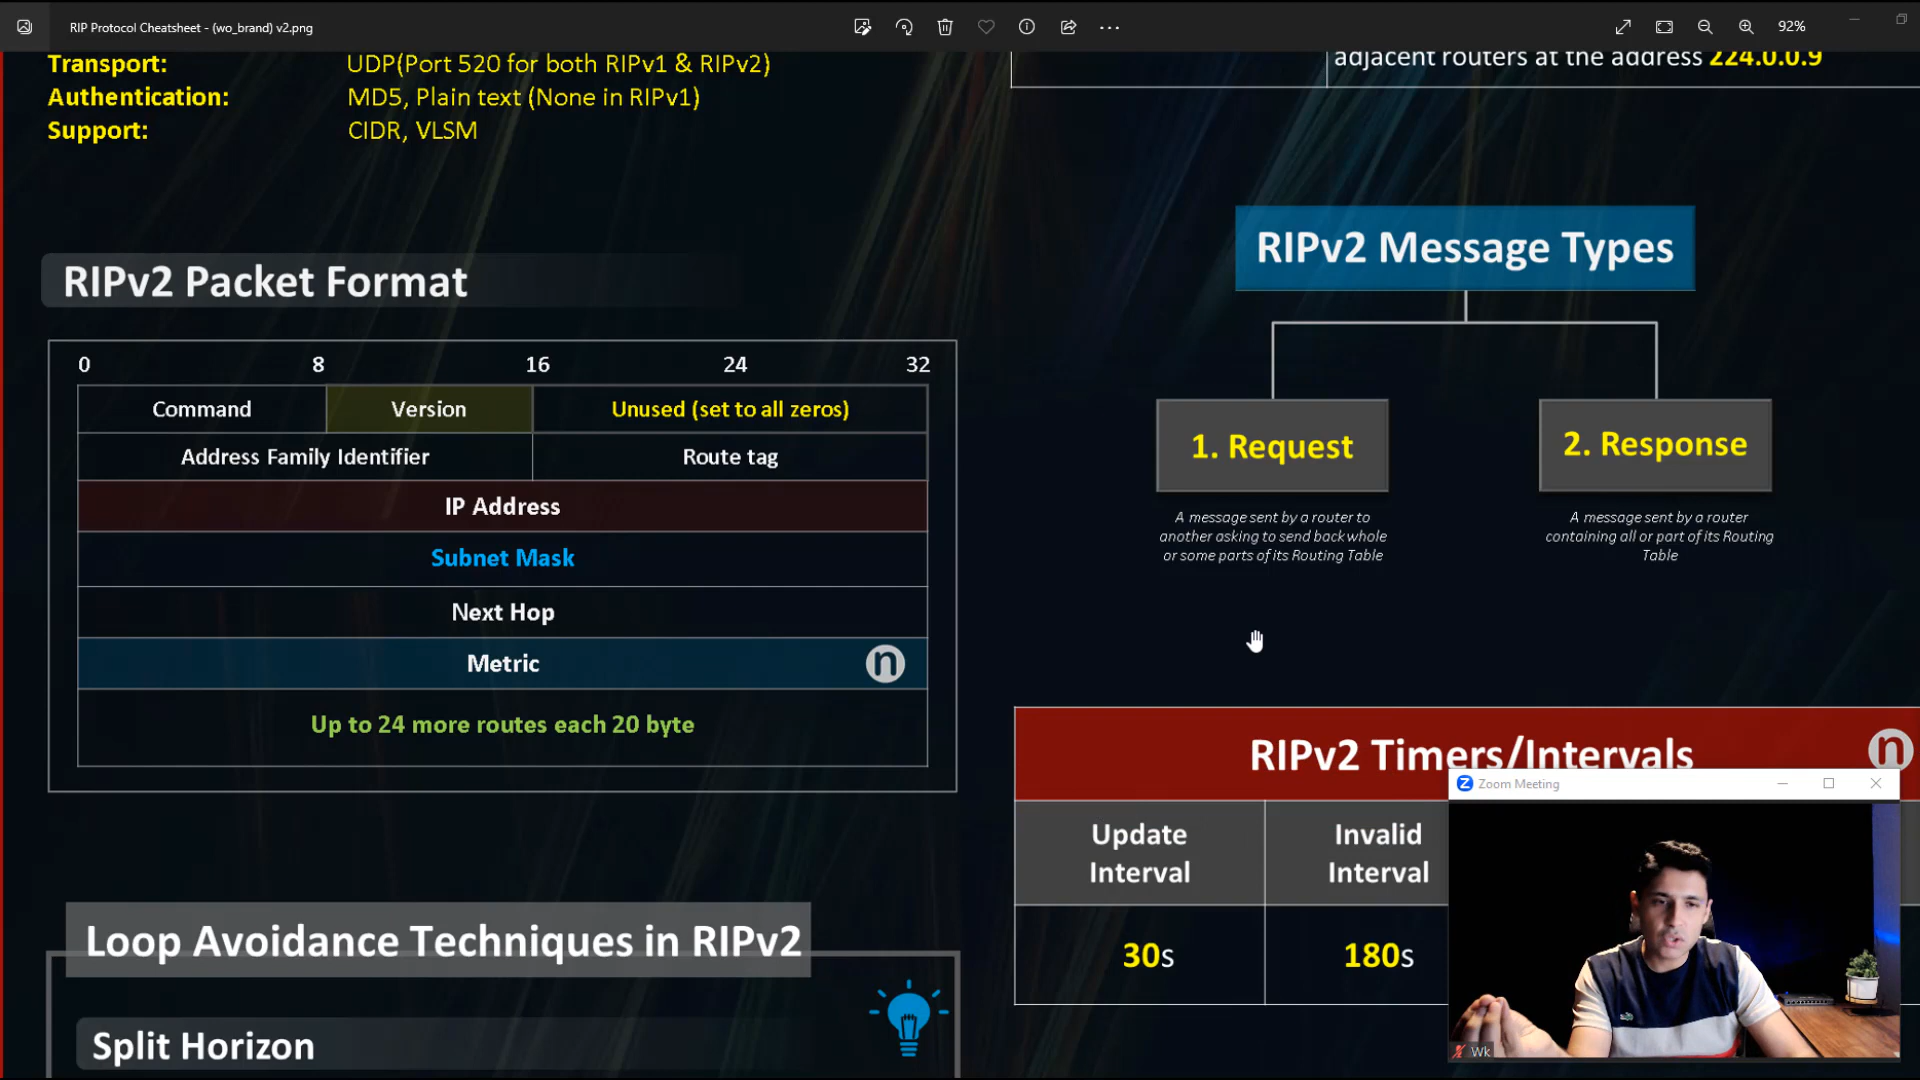 RIP Protocol Cheatsheet - (wo_brand) v2.png
92%
Transport: UDP(Port 520 for both RIPv1 & RIPv2)
Authentication: MD5, Plain text (None in RIPv1)
Support: CIDR, VLSM
adjacent routers at the address 224.0.0.9
RIPv2 Packet Format
0 8 16 24 32
Command Version Unused (set to all zeros)
Address Family Identifier Route tag
IP Address
Subnet Mask
Next Hop
Metric
n
Up to 24 more routes each 20 byte
RIPv2 Message Types
1. Request
A message sent by a router to
another asking to send back whole
or some parts of its Routing Table
2. Response
A message sent by a router
containing all or part of its Routing
Table
RIPv2 Timers/Intervals
n
Update
Interval
Invalid
Interval
30s 180s
Zoom Meeting
Wk
Loop Avoidance Techniques in RIPv2
Split Horizon